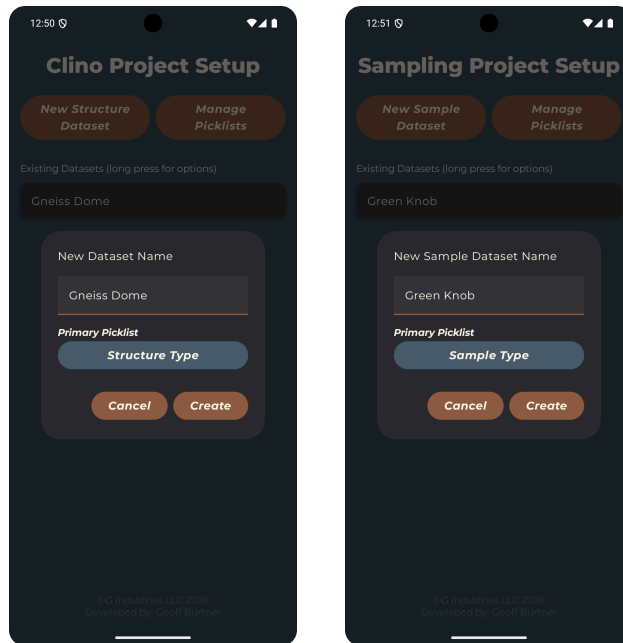 12:50
Clino Project Setup
New Structure
Dataset
Manage
Picklists
Existing Datasets (long press for options)
Gneiss Dome
New Dataset Name
Gneiss Dome
Primary Picklist
Structure Type
Cancel
Create
©G Industries LLC 2026
Developed by: Geoff Burtner
12:51
Sampling Project Setup
New Sample
Dataset
Manage
Picklists
Existing Datasets (long press for options)
Green Knob
New Sample Dataset Name
Green Knob
Primary Picklist
Sample Type
Cancel
Create
©G Industries LLC 2026
Developed by: Geoff Burtner